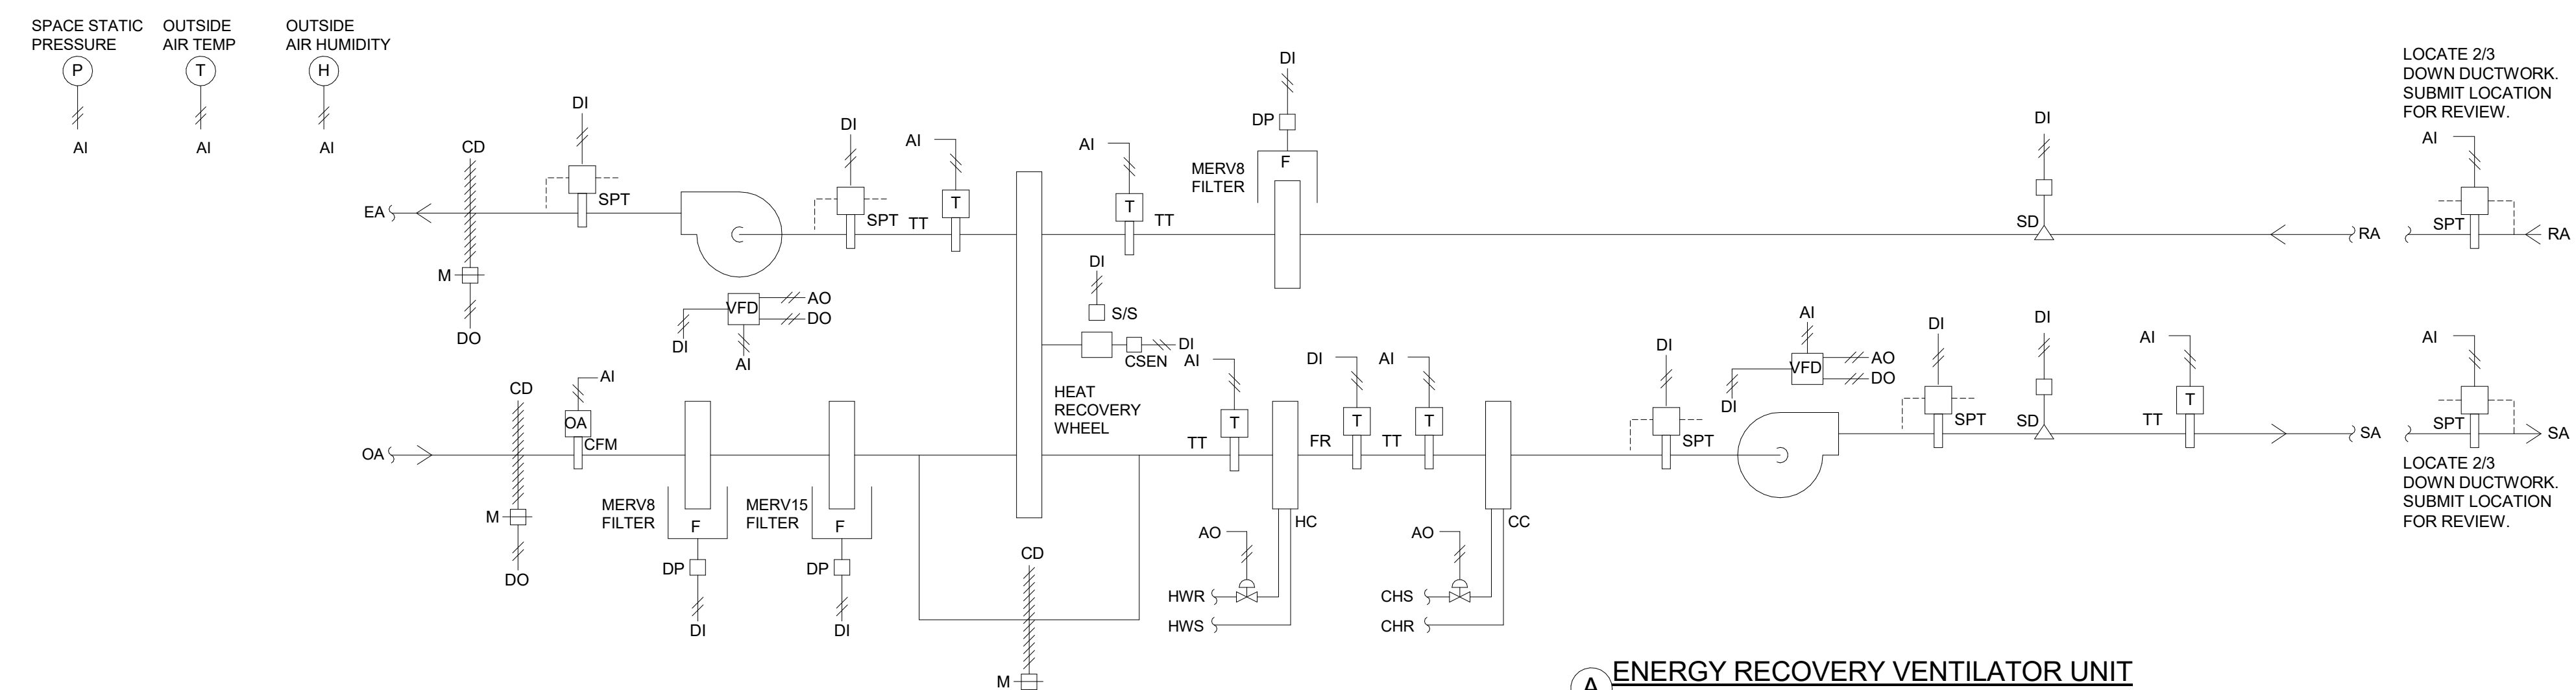 SPACE STATIC
PRESSURE
P
AI
OUTSIDE
AIR TEMP
T
AI
OUTSIDE
AIR HUMIDITY
H
AI
EA
CD
M
DO
DI
SPT
VFD
AO
DO
DI
AI
DI
SPT
AI
T
TT
AI
T
TT
DI
DP
F
MERV8
FILTER
DI
SD
RA
LOCATE 2/3
DOWN DUCTWORK.
SUBMIT LOCATION
FOR REVIEW.
AI
SPT
RA
DI
S/S
CSEN
DI
HEAT
RECOVERY
WHEEL
OA
CD
M
DO
AI
OA
CFM
MERV8
FILTER
F
DP
DI
MERV15
FILTER
F
DP
DI
CD
M
AI
T
TT
HC
AO
HWR
HWS
DI
T
FR
AI
T
TT
CC
AO
CHS
CHR
DI
SPT
AI
VFD
AO
DO
DI
DI
SPT
DI
SD
AI
T
TT
SA
AI
SPT
SA
LOCATE 2/3
DOWN DUCTWORK.
SUBMIT LOCATION
FOR REVIEW.
A
ENERGY RECOVERY VENTILATOR UNIT